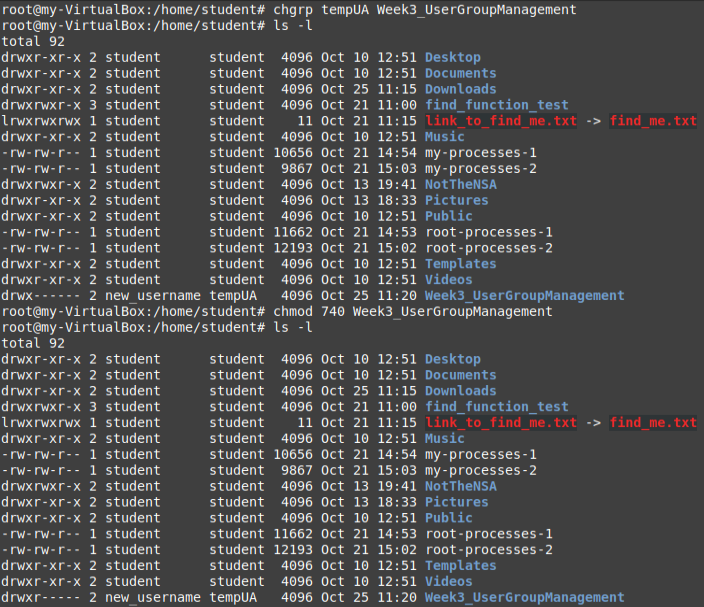 root@my-VirtualBox:/home/student# chgrp tempUA Week3_UserGroupManagement
root@my-VirtualBox:/home/student# ls -l
total 92
drwxr-xr-x 2 student      student  4096 Oct 10 12:51 Desktop
drwxr-xr-x 2 student      student  4096 Oct 10 12:51 Documents
drwxr-xr-x 2 student      student  4096 Oct 25 11:15 Downloads
drwxrwxr-x 3 student      student  4096 Oct 21 11:00 find_function_test
lrwxrwxrwx 1 student      student    11 Oct 21 11:15 link_to_find_me.txt -> find_me.txt
drwxr-xr-x 2 student      student  4096 Oct 10 12:51 Music
-rw-rw-r-- 1 student      student 10656 Oct 21 14:54 my-processes-1
-rw-rw-r-- 1 student      student  9867 Oct 21 15:03 my-processes-2
drwxrwxr-x 2 student      student  4096 Oct 13 19:41 NotTheNSA
drwxr-xr-x 2 student      student  4096 Oct 13 18:33 Pictures
drwxr-xr-x 2 student      student  4096 Oct 10 12:51 Public
-rw-rw-r-- 1 student      student 11662 Oct 21 14:53 root-processes-1
-rw-rw-r-- 1 student      student 12193 Oct 21 15:02 root-processes-2
drwxr-xr-x 2 student      student  4096 Oct 10 12:51 Templates
drwxr-xr-x 2 student      student  4096 Oct 10 12:51 Videos
drwx------ 2 new_username tempUA   4096 Oct 25 11:20 Week3_UserGroupManagement
root@my-VirtualBox:/home/student# chmod 740 Week3_UserGroupManagement
root@my-VirtualBox:/home/student# ls -l
total 92
drwxr-xr-x 2 student      student  4096 Oct 10 12:51 Desktop
drwxr-xr-x 2 student      student  4096 Oct 10 12:51 Documents
drwxr-xr-x 2 student      student  4096 Oct 25 11:15 Downloads
drwxrwxr-x 3 student      student  4096 Oct 21 11:00 find_function_test
lrwxrwxrwx 1 student      student    11 Oct 21 11:15 link_to_find_me.txt -> find_me.txt
drwxr-xr-x 2 student      student  4096 Oct 10 12:51 Music
-rw-rw-r-- 1 student      student 10656 Oct 21 14:54 my-processes-1
-rw-rw-r-- 1 student      student  9867 Oct 21 15:03 my-processes-2
drwxrwxr-x 2 student      student  4096 Oct 13 19:41 NotTheNSA
drwxr-xr-x 2 student      student  4096 Oct 13 18:33 Pictures
drwxr-xr-x 2 student      student  4096 Oct 10 12:51 Public
-rw-rw-r-- 1 student      student 11662 Oct 21 14:53 root-processes-1
-rw-rw-r-- 1 student      student 12193 Oct 21 15:02 root-processes-2
drwxr-xr-x 2 student      student  4096 Oct 10 12:51 Templates
drwxr-xr-x 2 student      student  4096 Oct 10 12:51 Videos
drwxr----- 2 new_username tempUA   4096 Oct 25 11:20 Week3_UserGroupManagement